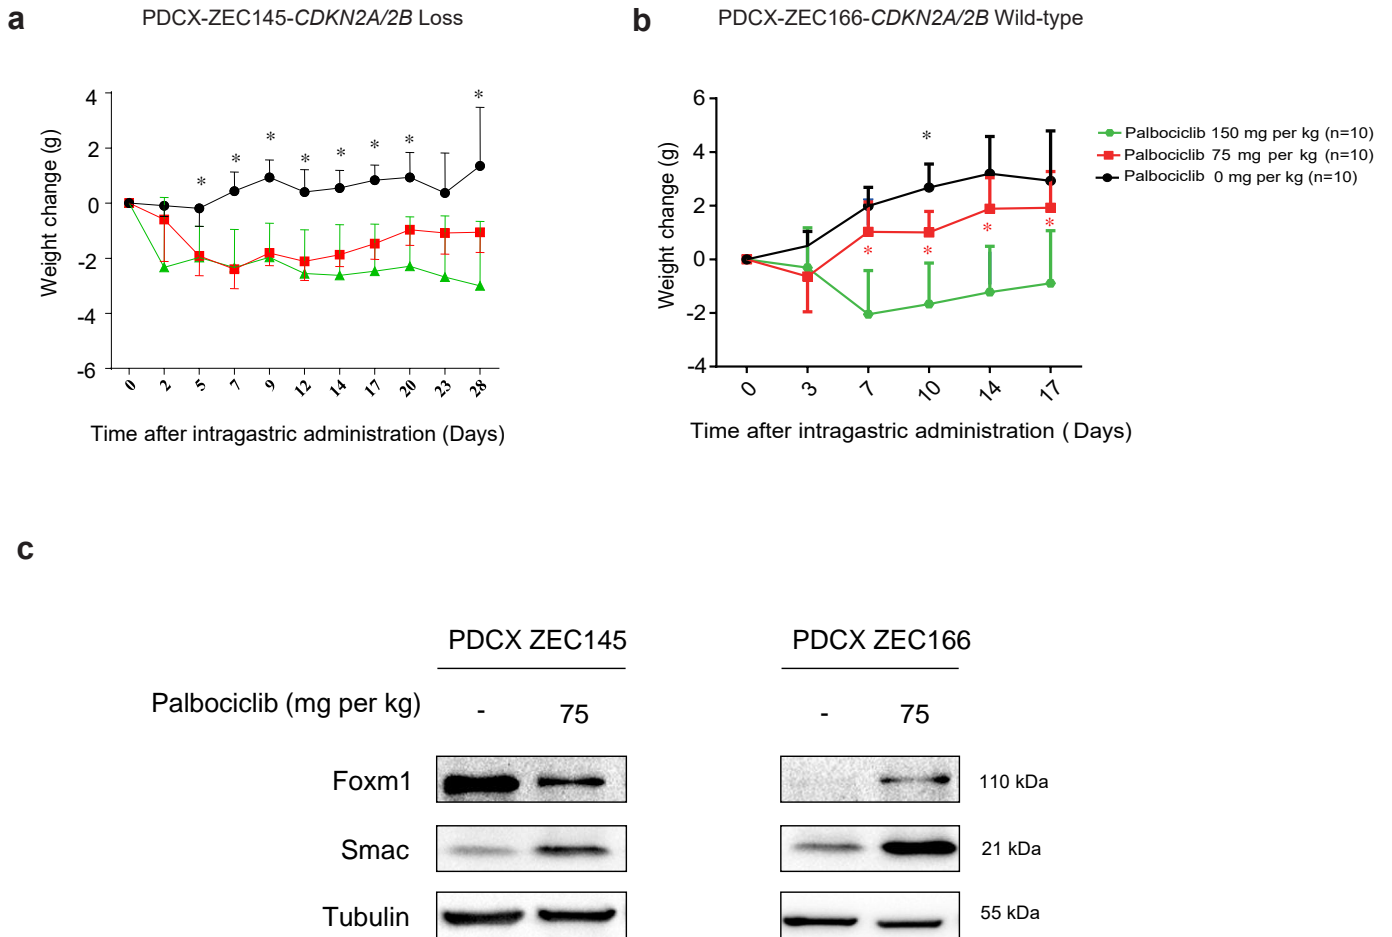 a
PDCX-ZEC145-CDKN2A/2B Loss
4
2
0
-2
-4
-6
Weight change (g)
* * * * * * * *
0 2 5 7 9 12 14 17 20 23 28
Time after intragastric administration (Days)
b
PDCX-ZEC166-CDKN2A/2B Wild-type
6
4
2
0
-2
-4
Weight change (g)
*
* * * *
0 3 7 10 14 17
Time after intragastric administration ( Days)
Palbociclib 150 mg per kg (n=10)
Palbociclib 75 mg per kg (n=10)
Palbociclib 0 mg per kg (n=10)
c
PDCX ZEC145 PDCX ZEC166
Palbociclib (mg per kg) - 75 - 75
Foxm1 110 kDa
Smac 21 kDa
Tubulin 55 kDa